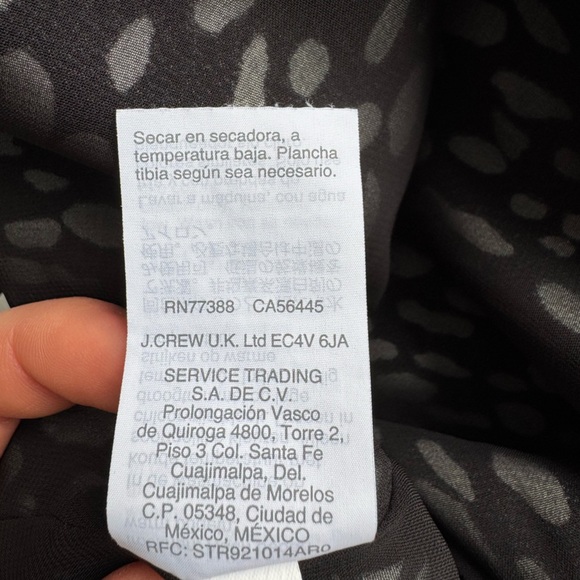 Secar en secadora, a
temperatura baja. Plancha
tibia según sea necesario.
RN77388 CA56445
J.CREW U.K. Ltd EC4V 6JA
SERVICE TRADING
S.A. DE C.V.
Prolongación Vasco
de Quiroga 4800, Torre 2,
Piso 3 Col. Santa Fe
Cuajimalpa, Del.
Cuajimalpa de Morelos
C.P. 05348, Ciudad de
México, MÉXICO
RFC: